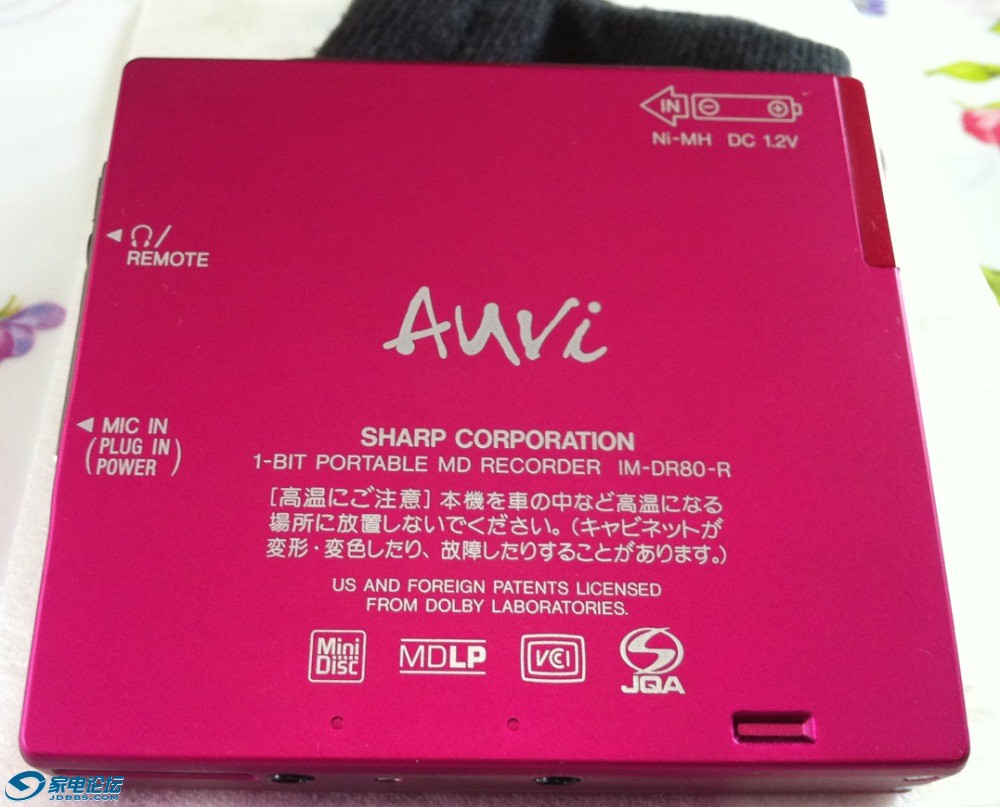 IN
Ni-MH DC 1.2V
REMOTE
Auvi
MIC IN
(PLUG IN
POWER)
SHARP CORPORATION
1-BIT PORTABLE MD RECORDER IM-DR80-R
[高温にご注意] 本機を車の中など高温になる
場所に放置しないでください。(キャビネットが
変形・変色したり、故障したりすることがあります。)
US AND FOREIGN PATENTS LICENSED
FROM DOLBY LABORATORIES.
Mini
Disc
MDLP
VCCI
JQA
家电论坛
JDBBS.COM